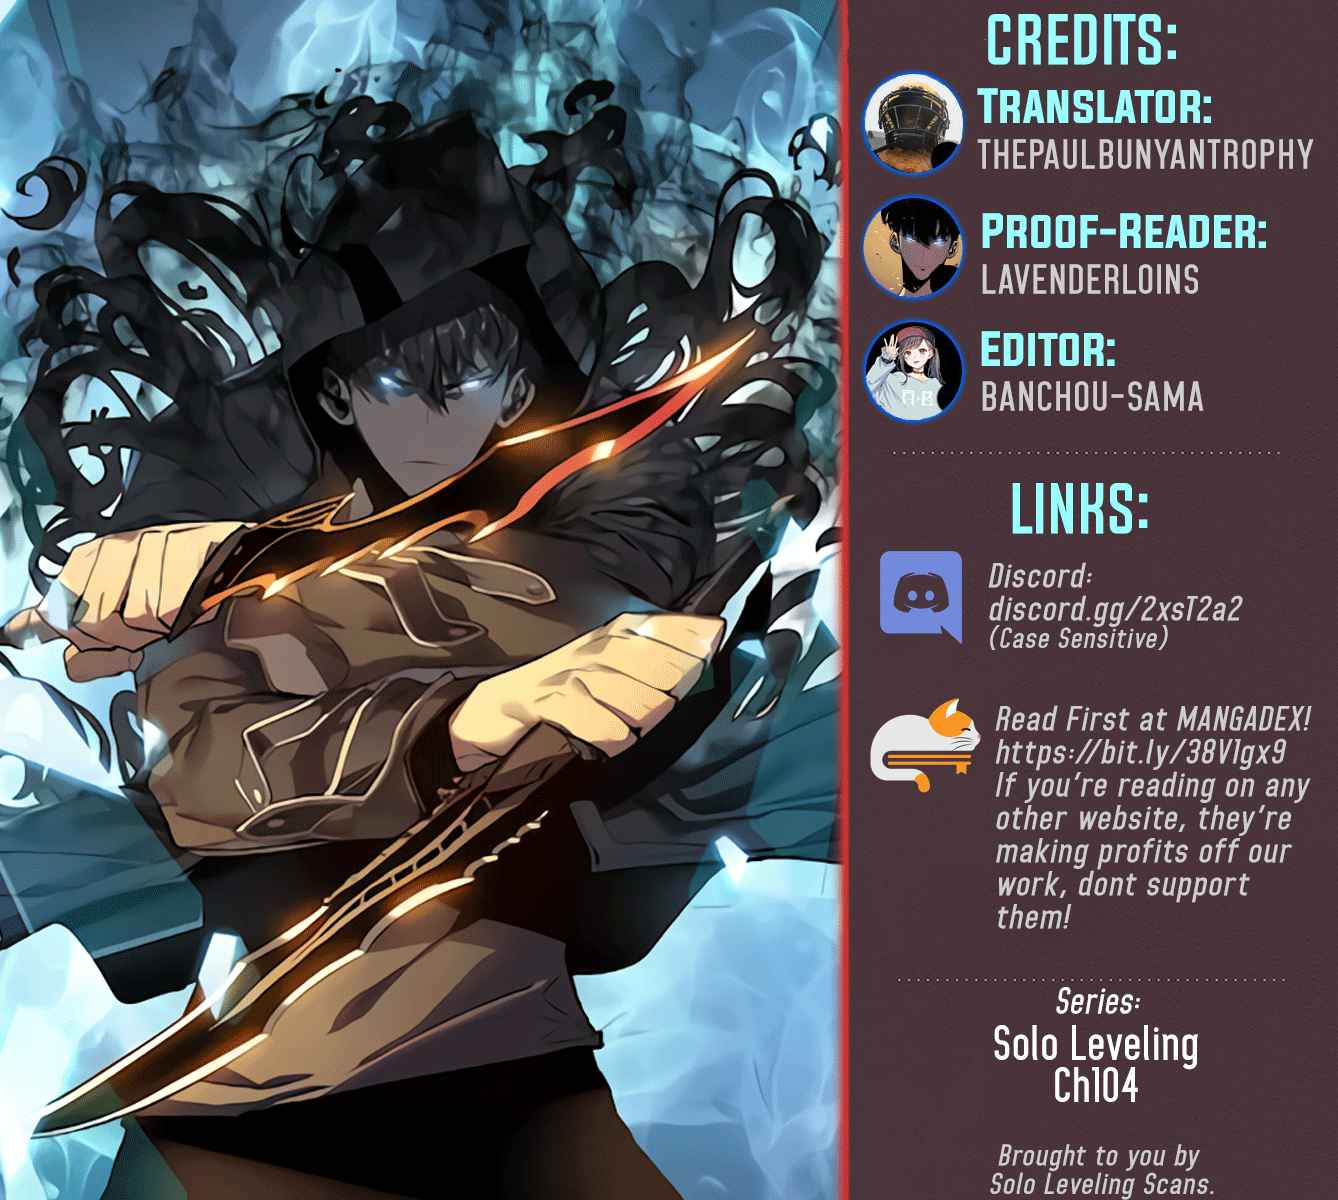 CREDITS:
TRANSLATOR:
THEPAULBUNYANTROPHY
PROOF-READER:
LAVENDERLOINS
EDITOR:
BANCHOU-SAMA
LINKS:
Discord:
discord.gg/2xsT2a2
(Case Sensitive)
Read First at MANGADEX!
https://bit.ly/38V1gx9
If you're reading on any
other website, they're
making profits off our
work, dont support
them!
Series:
Solo Leveling
Ch104
Brought to you by
Solo Leveling Scans.